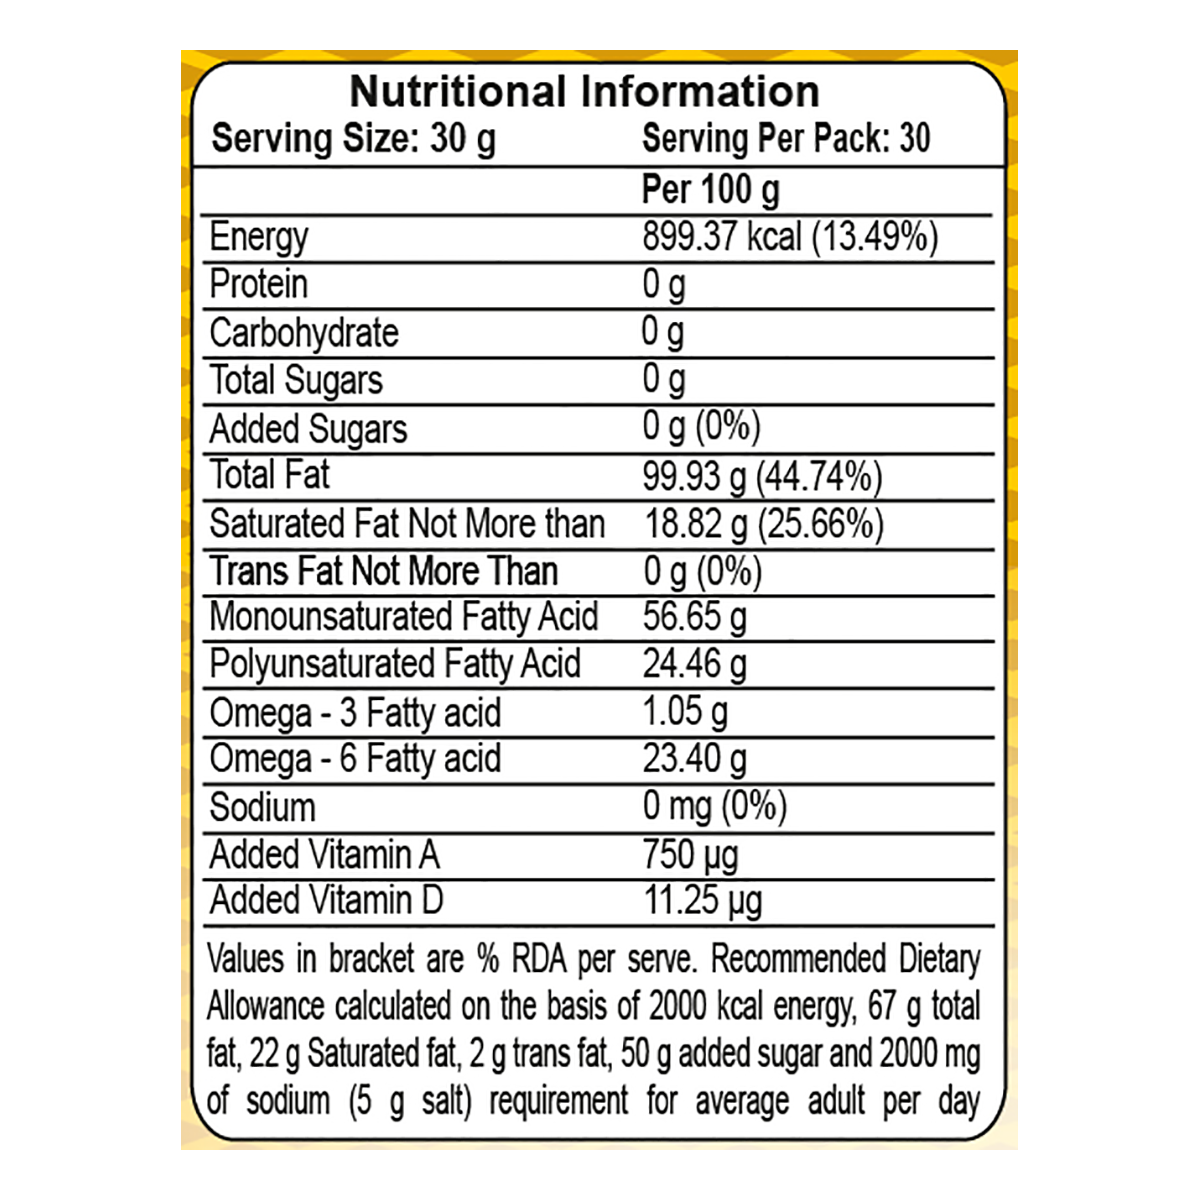 Nutritional Information
Serving Size: 30 g Serving Per Pack: 30
Per 100 g
Energy 899.37 kcal (13.49%)
Protein 0 g
Carbohydrate 0 g
Total Sugars 0 g
Added Sugars 0 g (0%)
Total Fat 99.93 g (44.74%)
Saturated Fat Not More than 18.82 g (25.66%)
Trans Fat Not More Than 0 g (0%)
Monounsaturated Fatty Acid 56.65 g
Polyunsaturated Fatty Acid 24.46 g
Omega - 3 Fatty acid 1.05 g
Omega - 6 Fatty acid 23.40 g
Sodium 0 mg (0%)
Added Vitamin A 750 µg
Added Vitamin D 11.25 µg
Values in bracket are % RDA per serve. Recommended Dietary
Allowance calculated on the basis of 2000 kcal energy, 67 g total
fat, 22 g Saturated fat, 2 g trans fat, 50 g added sugar and 2000 mg
of sodium (5 g salt) requirement for average adult per day